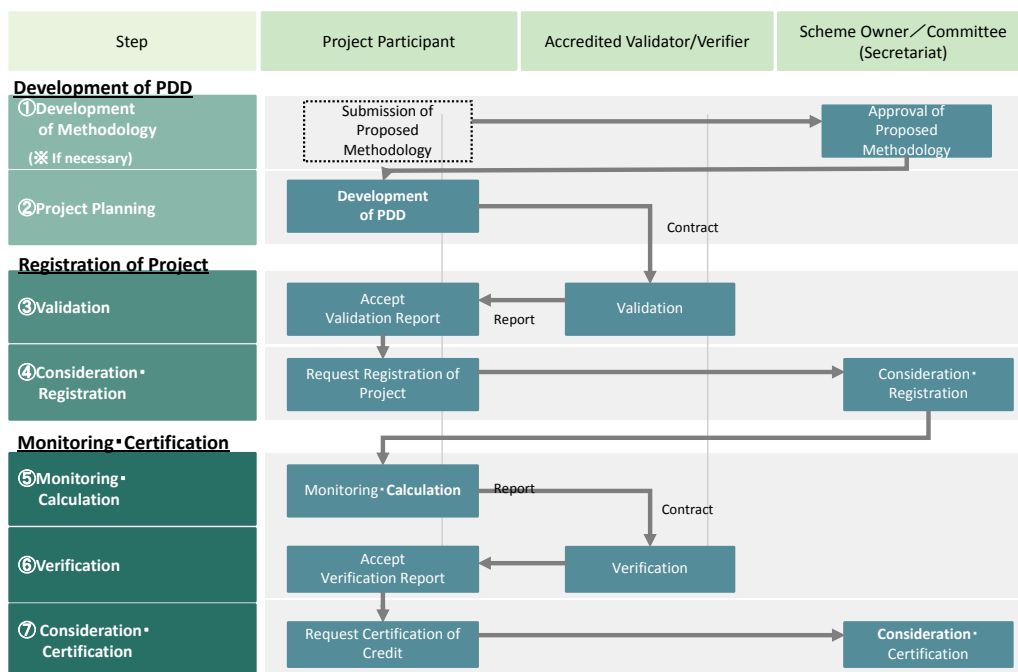 Step
Project Participant
Accredited Validator/Verifier
Scheme Owner／Committee
(Secretariat)
Development of PDD
①Development
of Methodology
(※ If necessary)
Submission of
Proposed
Methodology
Approval of
Proposed
Methodology
②Project Planning
Development
of PDD
Contract
Registration of Project
③Validation
Accept
Validation Report
Report
Validation
④Consideration・
Registration
Request Registration of
Project
Consideration・
Registration
Monitoring・Certification
⑤Monitoring・
Calculation
Monitoring・Calculation
Report
Contract
⑥Verification
Accept
Verification Report
Verification
⑦ Consideration・
Certification
Request Certification of
Credit
Consideration・
Certification